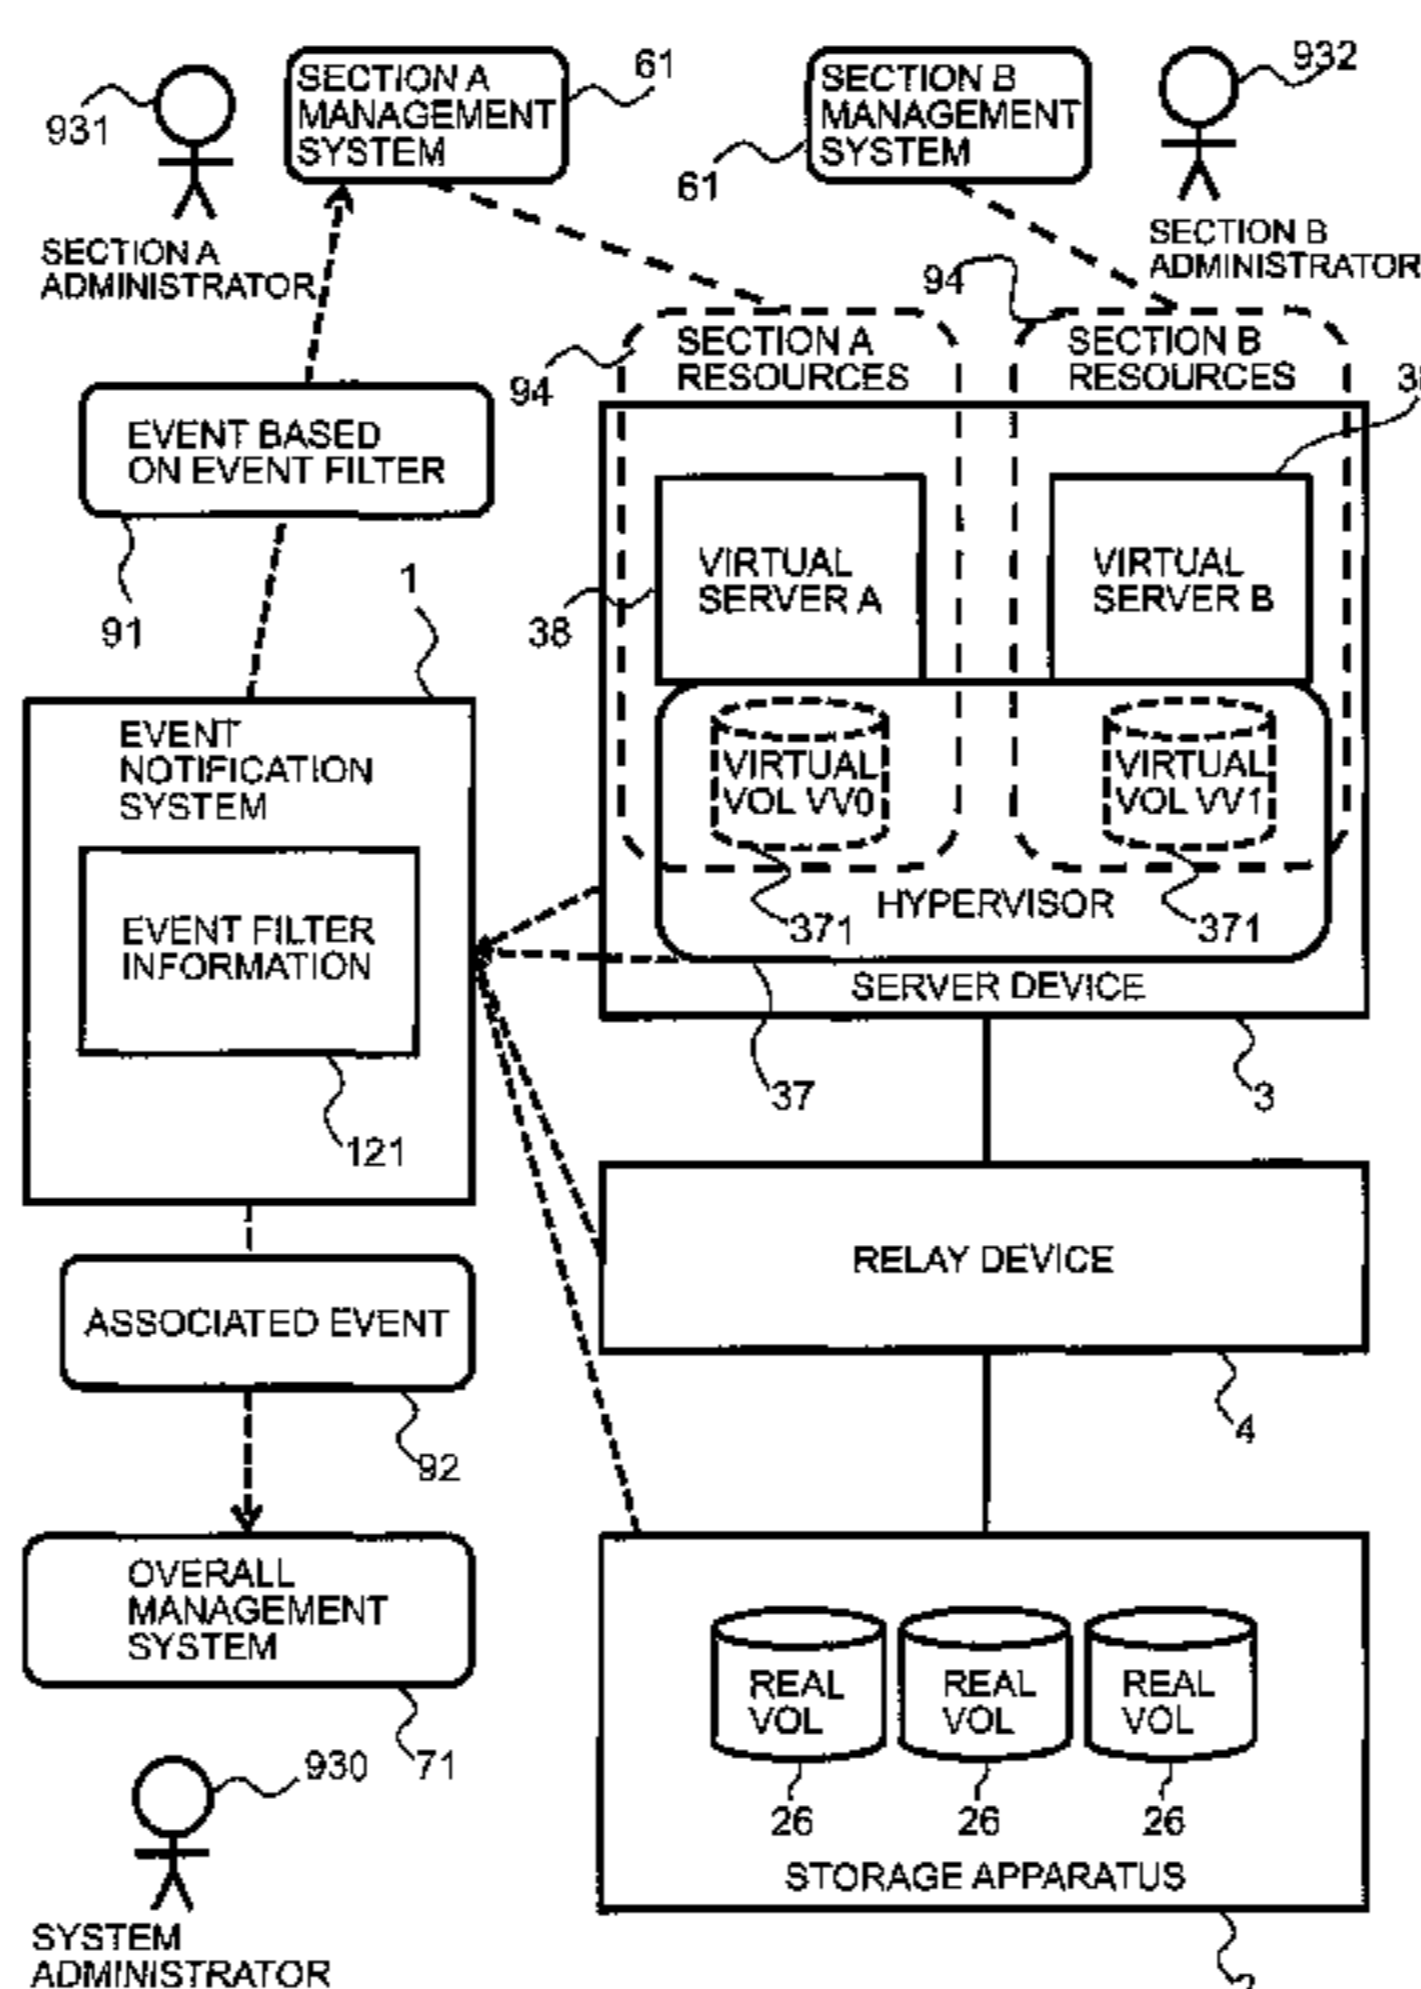 931
SECTION A
MANAGEMENT
SYSTEM
61
SECTION B
MANAGEMENT
SYSTEM
61
932
SECTION A
ADMINISTRATOR
SECTION B
ADMINISTRATOR
94
94
SECTION A
RESOURCES
SECTION B
RESOURCES
EVENT BASED
ON EVENT FILTER
91
1
VIRTUAL
SERVER A
38
VIRTUAL
SERVER B
EVENT
NOTIFICATION
SYSTEM
VIRTUAL
VOL VV0
VIRTUAL
VOL VV1
EVENT FILTER
INFORMATION
121
371
HYPERVISOR
371
SERVER DEVICE
37
3
RELAY DEVICE
4
ASSOCIATED EVENT
92
OVERALL
MANAGEMENT
SYSTEM
71
REAL
VOL
REAL
VOL
REAL
VOL
26
26
26
STORAGE APPARATUS
930
SYSTEM
ADMINISTRATOR